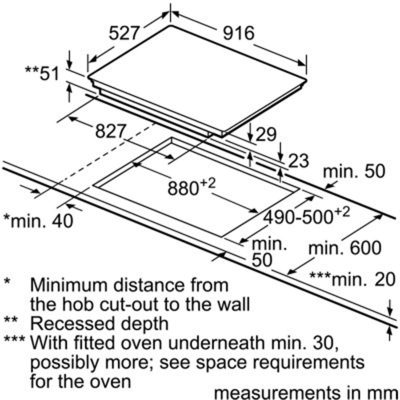 527
916
**51
827
29
23
min. 50
880+2
490-500+2
*min. 40
min.
50
min. 600
***min. 20
* Minimum distance from
the hob cut-out to the wall
** Recessed depth
*** With fitted oven underneath min. 30,
possibly more; see space requirements
for the oven
measurements in mm